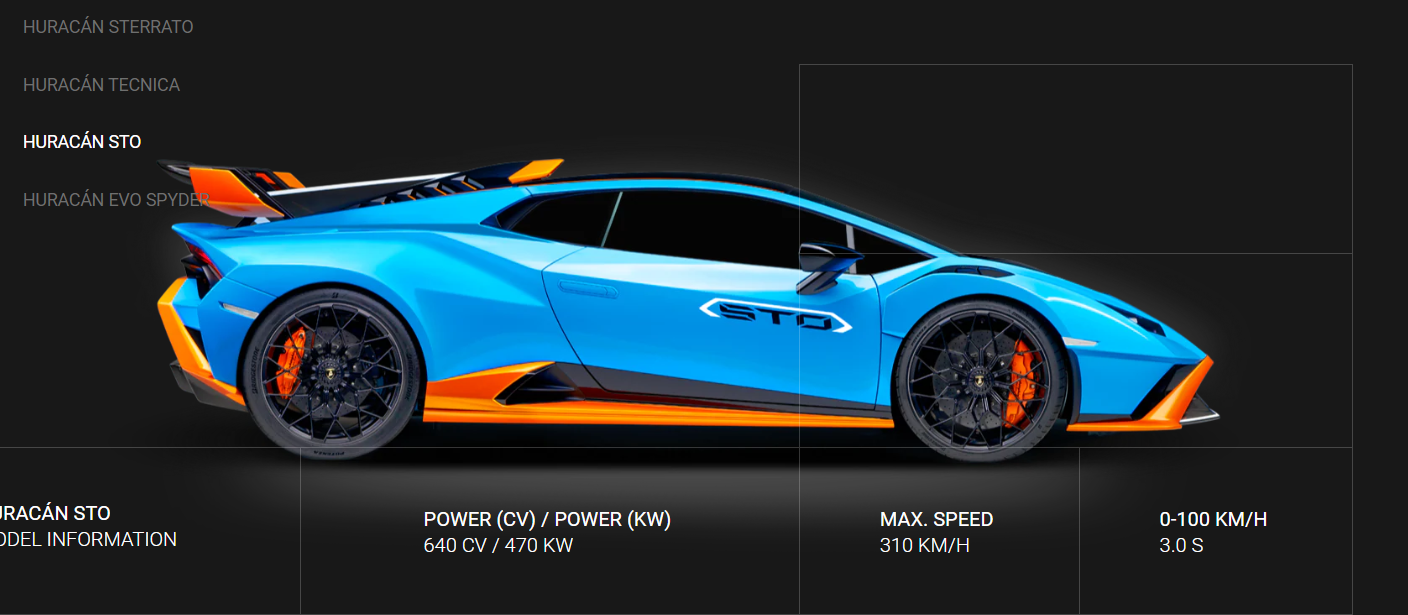 HURACÁN STERRATO
HURACÁN TECNICA
HURACÁN STO
HURACÁN EVO SPYDER
STO
URACÁN STO
ODEL INFORMATION
POWER (CV) / POWER (KW)
640 CV / 470 KW
MAX. SPEED
310 KM/H
0-100 KM/H
3.0 S